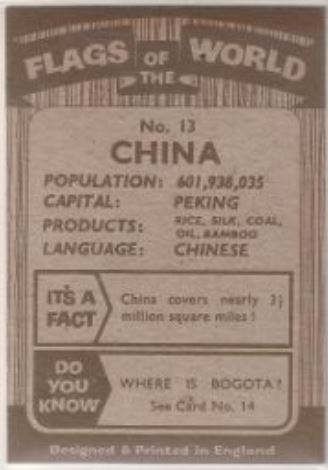 FLAGS OF THE WORLD
No. 13
CHINA
POPULATION: 601,938,035
CAPITAL: PEKING
PRODUCTS: RICE, SILK, COAL,
OIL, BAMBOO
LANGUAGE: CHINESE
IT'S A FACT
China covers nearly 3½
million square miles!
DO YOU KNOW
WHERE IS BOGOTA?
See Card No. 14
Designed & Printed in England